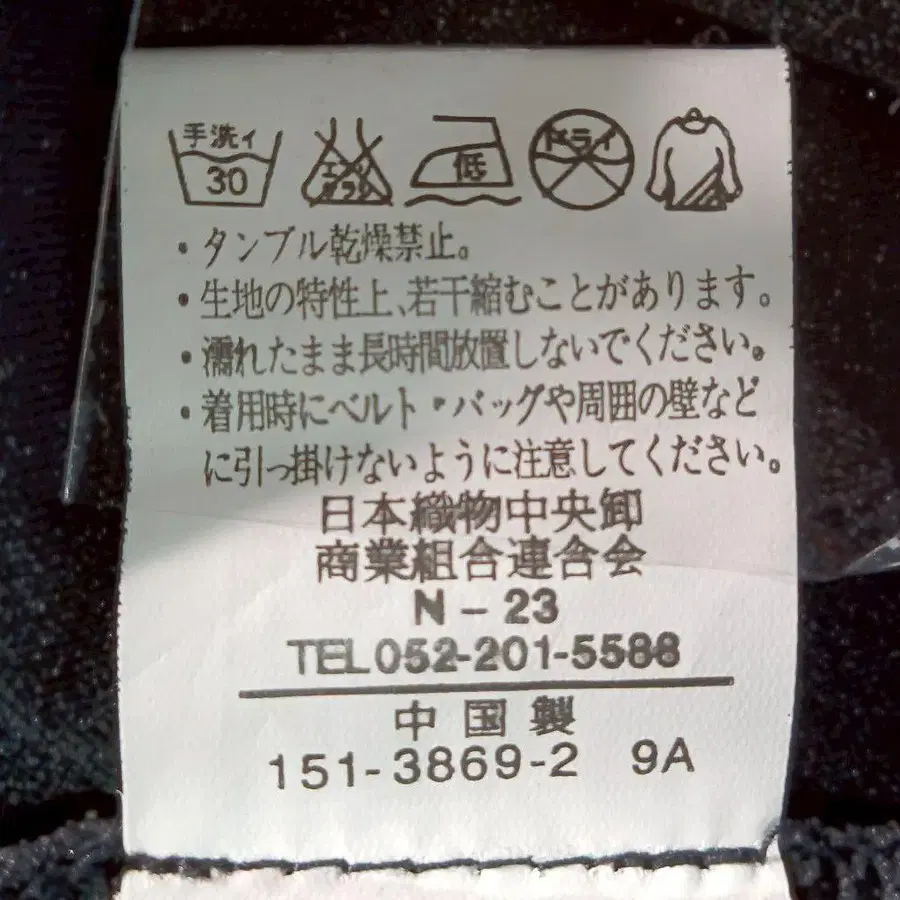 手洗イ
30
エンソサラシ
低
ドライ
・タンブル乾燥禁止。
・生地の特性上、若干縮むことがあります。
・濡れたまま長時間放置しないでください。
・着用時にベルト・バッグや周囲の壁など
に引っ掛けないように注意してください。
日本織物中央卸
商業組合連合会
N-23
TEL052-201-5588
中国製
151-3869-2 9A